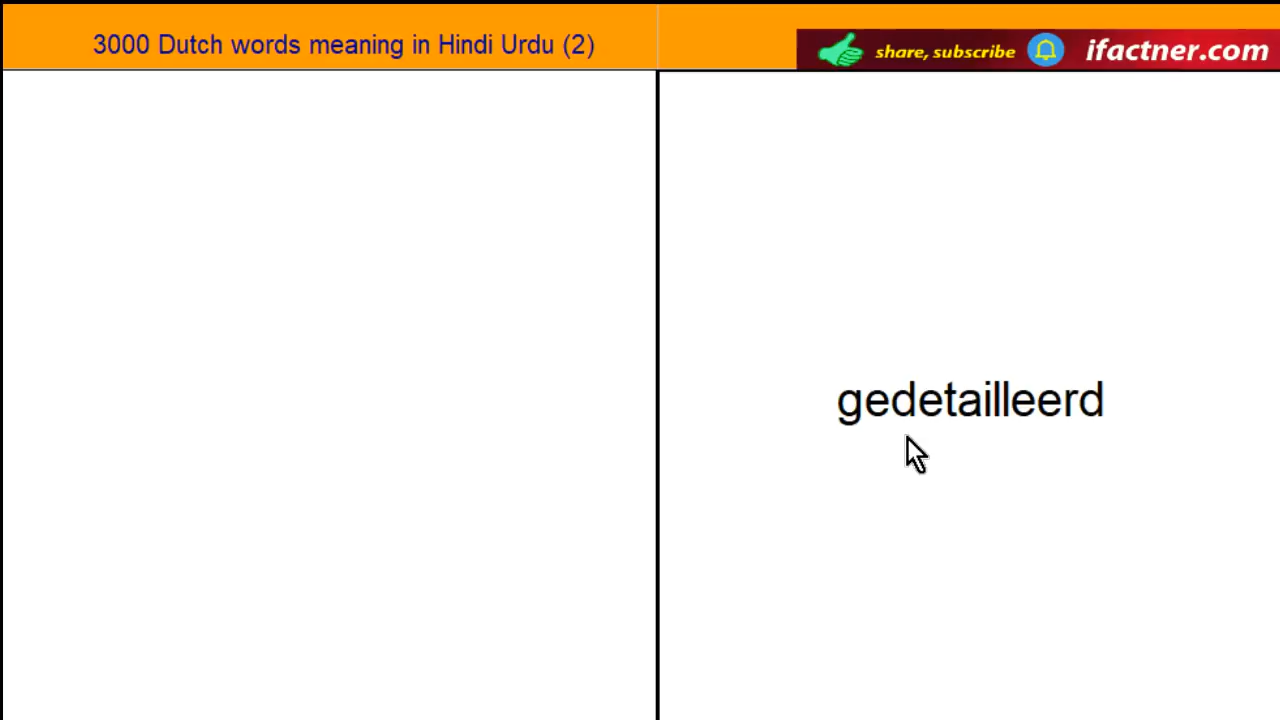 3000 Dutch words meaning in Hindi Urdu (2)
share, subscribe
ifactner.com
gedetailleerd